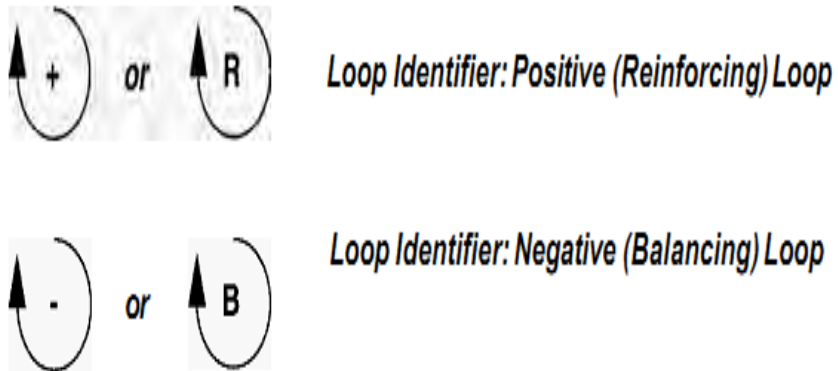 + or R Loop Identifier: Positive (Reinforcing) Loop
- or B Loop Identifier: Negative (Balancing) Loop